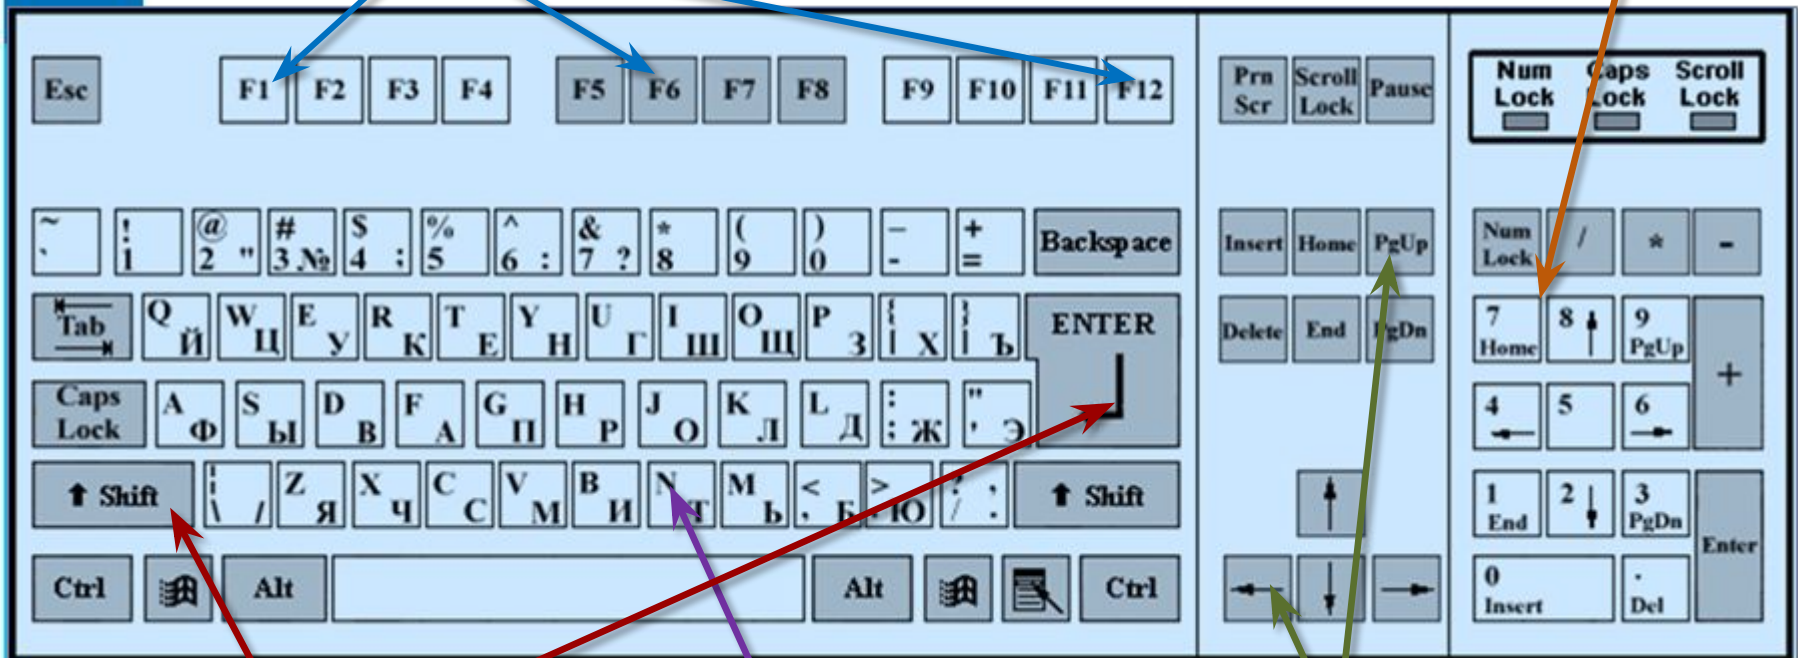 Esc F1 F2 F3 F4 F5 F6 F7 F8 F9 F10 F11 F12 Prn Scr Scroll Lock Pause Num Lock Caps Lock Scroll Lock
~ ` ! 1 @ 2 " # 3 № $ 4 ; % 5 ^ 6 : & 7 ? * 8 ( 9 ) 0 _ - + = Backspace Insert Home PgUp Num Lock / * -
Tab Q Й W Ц E У R К T Е Y Н U Г I Ш O Щ P З { [ Х } ] Ъ ENTER Delete End PgDn 7 Home 8 9 PgUp +
Caps Lock A Ф S Ы D В F А G П H Р J О K Л L Д : ; Ж " ' Э 4 5 6
Shift ¦ \ / Z Я X Ч C С V М B И N Т M Ь < , Б > . Ю ? / , . Shift 1 End 2 3 PgDn Enter
Ctrl Alt Alt Ctrl 0 Insert . Del